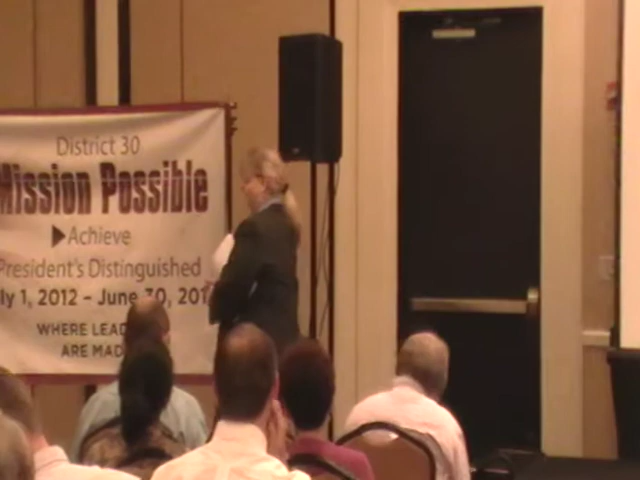 District 30
Mission Possible
▶Achieve
President's Distinguished
ly 1, 2012 – June 30, 201
WHERE LEAD
ARE MAD